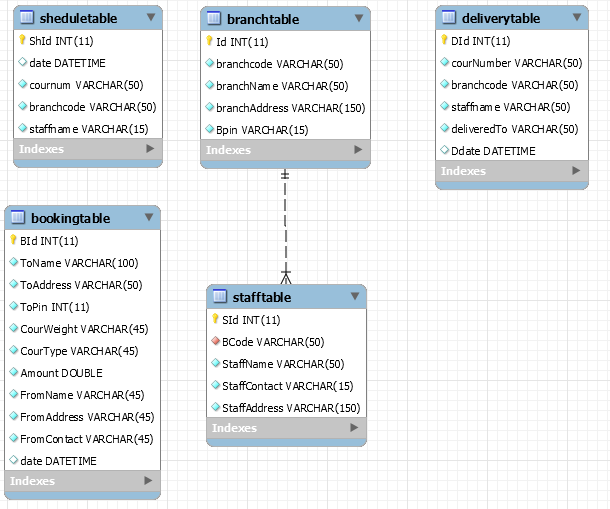 sheduletable
ShId INT(11)
date DATETIME
cournum VARCHAR(50)
branchcode VARCHAR(50)
staffname VARCHAR(15)
Indexes
branchtable
Id INT(11)
branchcode VARCHAR(50)
branchName VARCHAR(50)
branchAddress VARCHAR(150)
Bpin VARCHAR(15)
Indexes
deliverytable
DId INT(11)
courNumber VARCHAR(50)
branchcode VARCHAR(50)
staffname VARCHAR(50)
deliveredTo VARCHAR(50)
Ddate DATETIME
Indexes
bookingtable
BId INT(11)
ToName VARCHAR(100)
ToAddress VARCHAR(50)
ToPin INT(11)
CourWeight VARCHAR(45)
CourType VARCHAR(45)
Amount DOUBLE
FromName VARCHAR(45)
FromAddress VARCHAR(45)
FromContact VARCHAR(45)
date DATETIME
Indexes
stafftable
SId INT(11)
BCode VARCHAR(50)
StaffName VARCHAR(50)
StaffContact VARCHAR(15)
StaffAddress VARCHAR(150)
Indexes